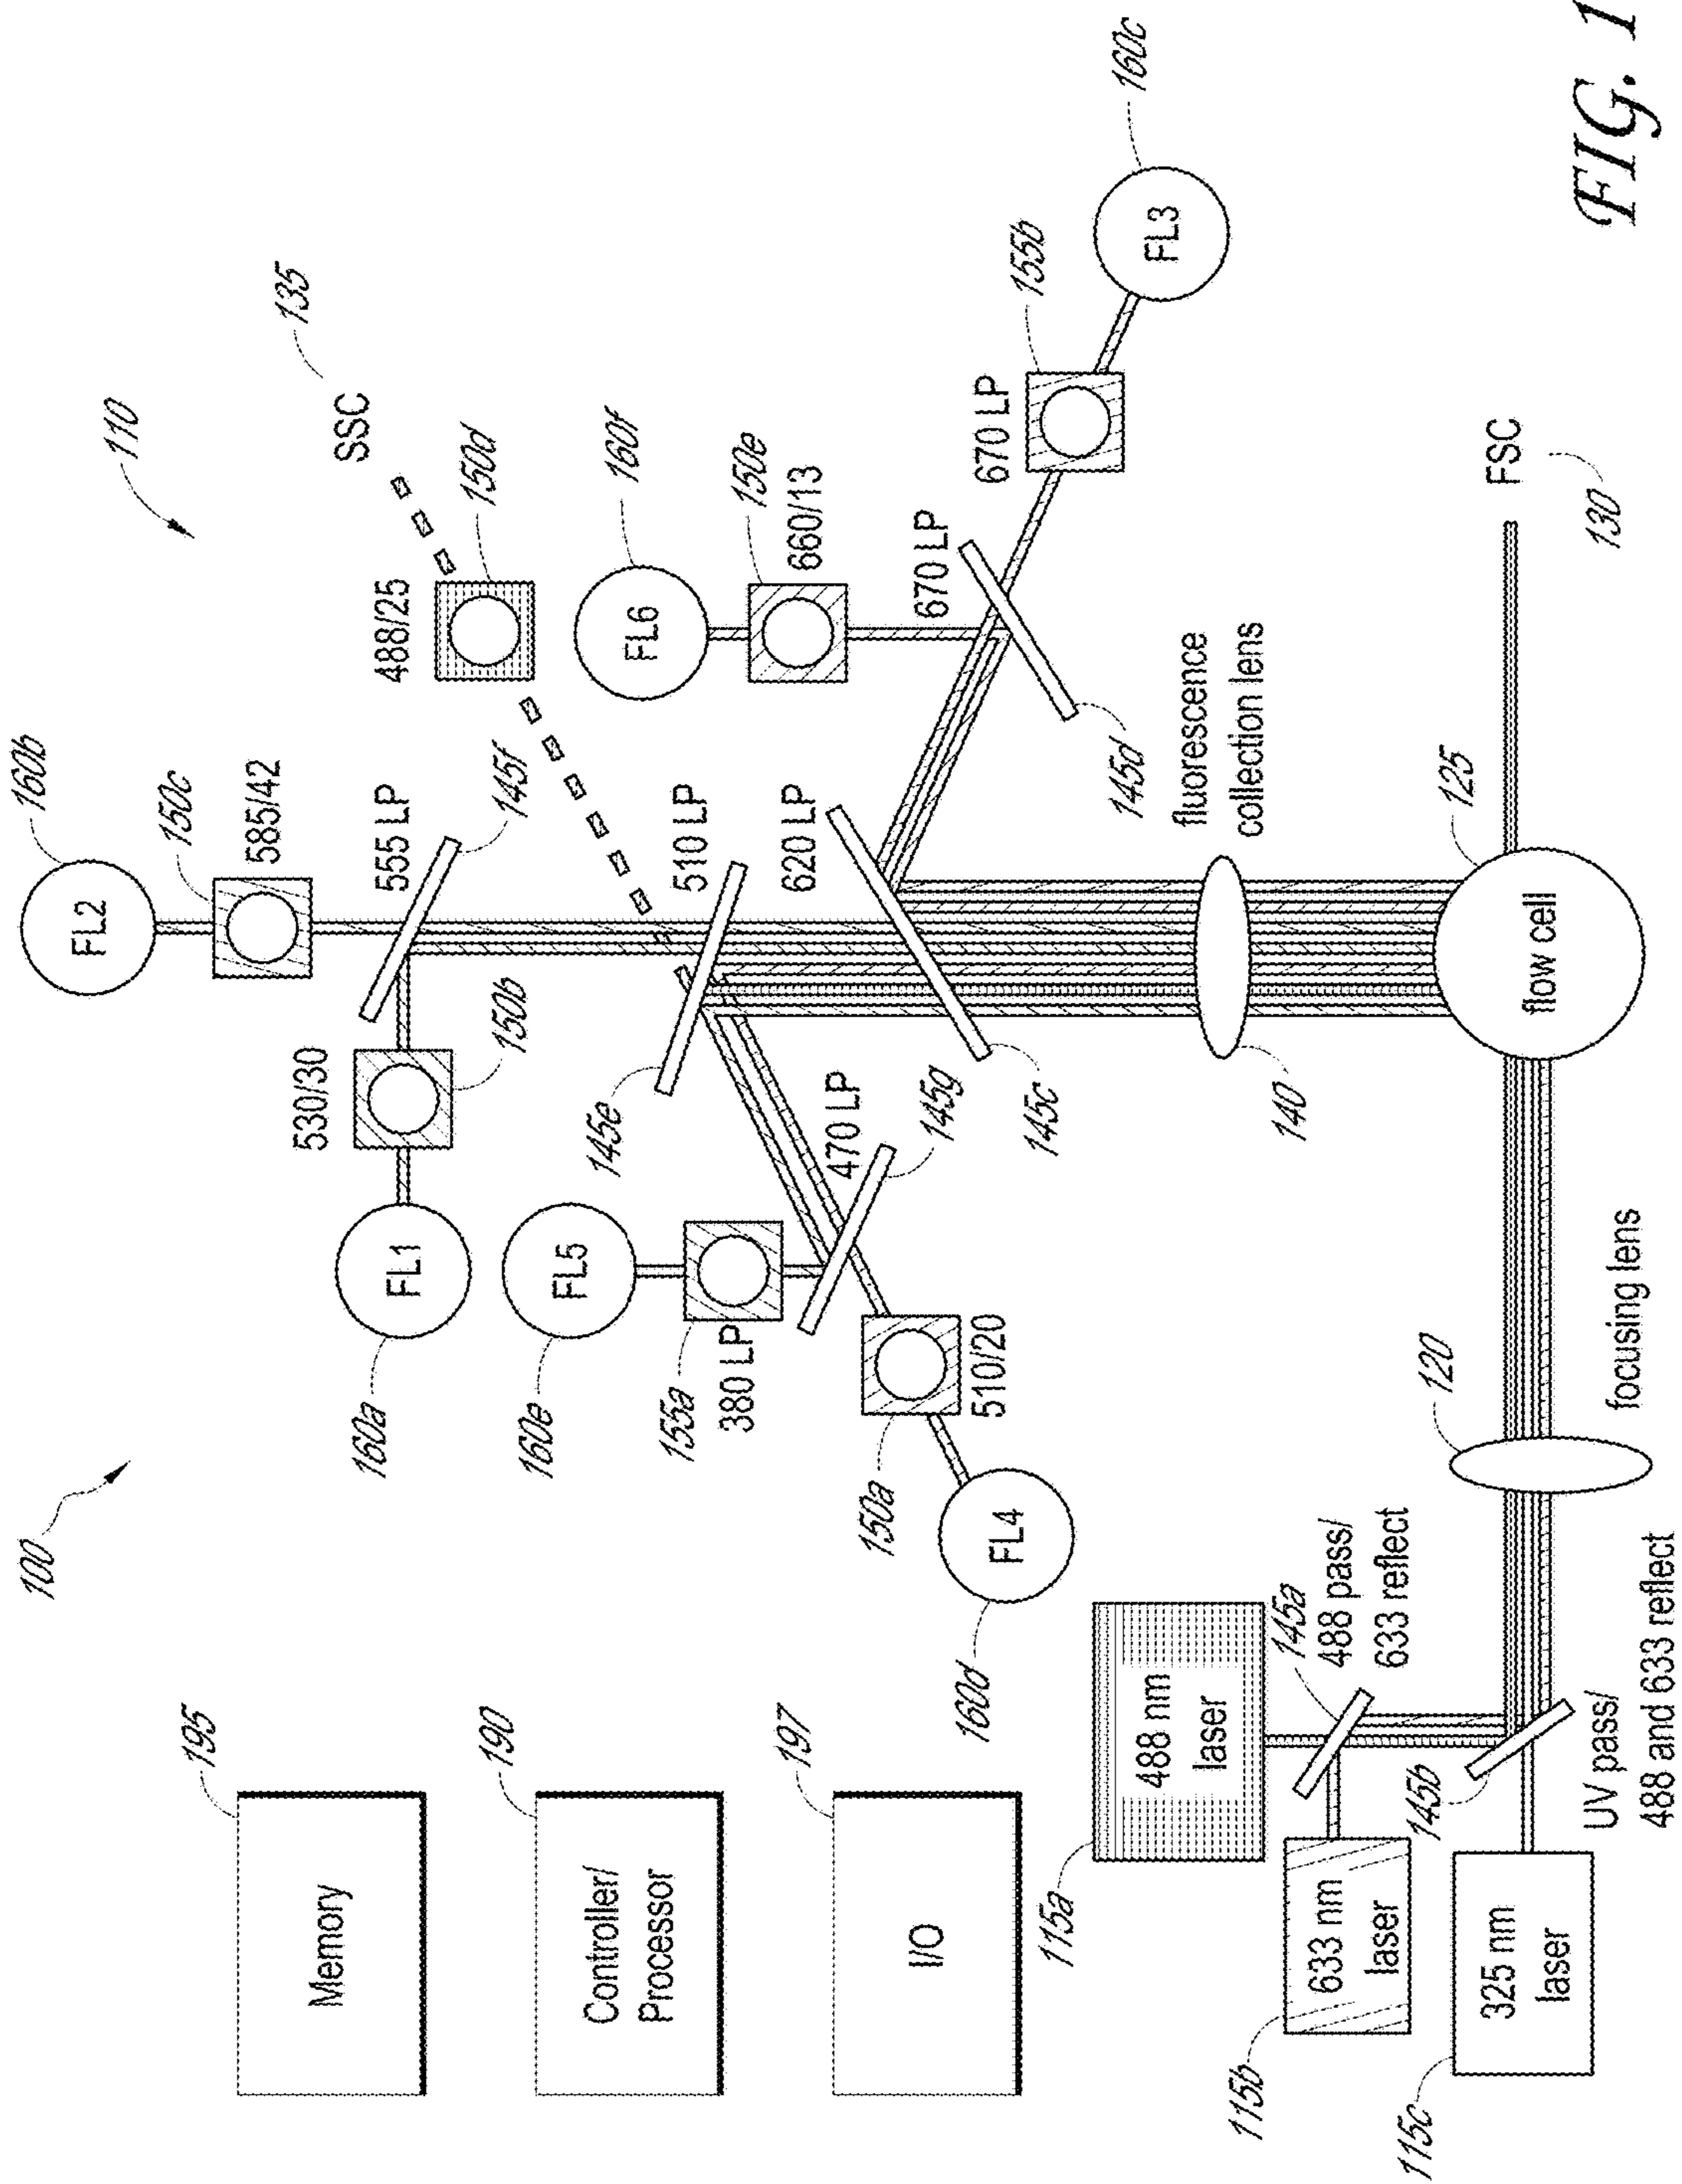 100
110
195
Memory
190
Controller/
Processor
197
I/O
160b
FL2
150c
585/42
555 LP
145f
135
SSC
488/25
150d
530/30
150b
FL1
160a
FL5
160e
155a
380 LP
145e
510 LP
160f
FL6
150e
660/13
620 LP
470 LP
145g
145c
510/20
150a
FL4
160d
670 LP
145d
670 LP
155b
FL3
160c
fluorescence
collection lens
140
125
flow cell
FSC
130
115a
488 nm
laser
145a
488 pass/
633 reflect
120
focusing lens
115b
633 nm
laser
145b
115c
325 nm
laser
UV pass/
488 and 633 reflect
FIG. 1